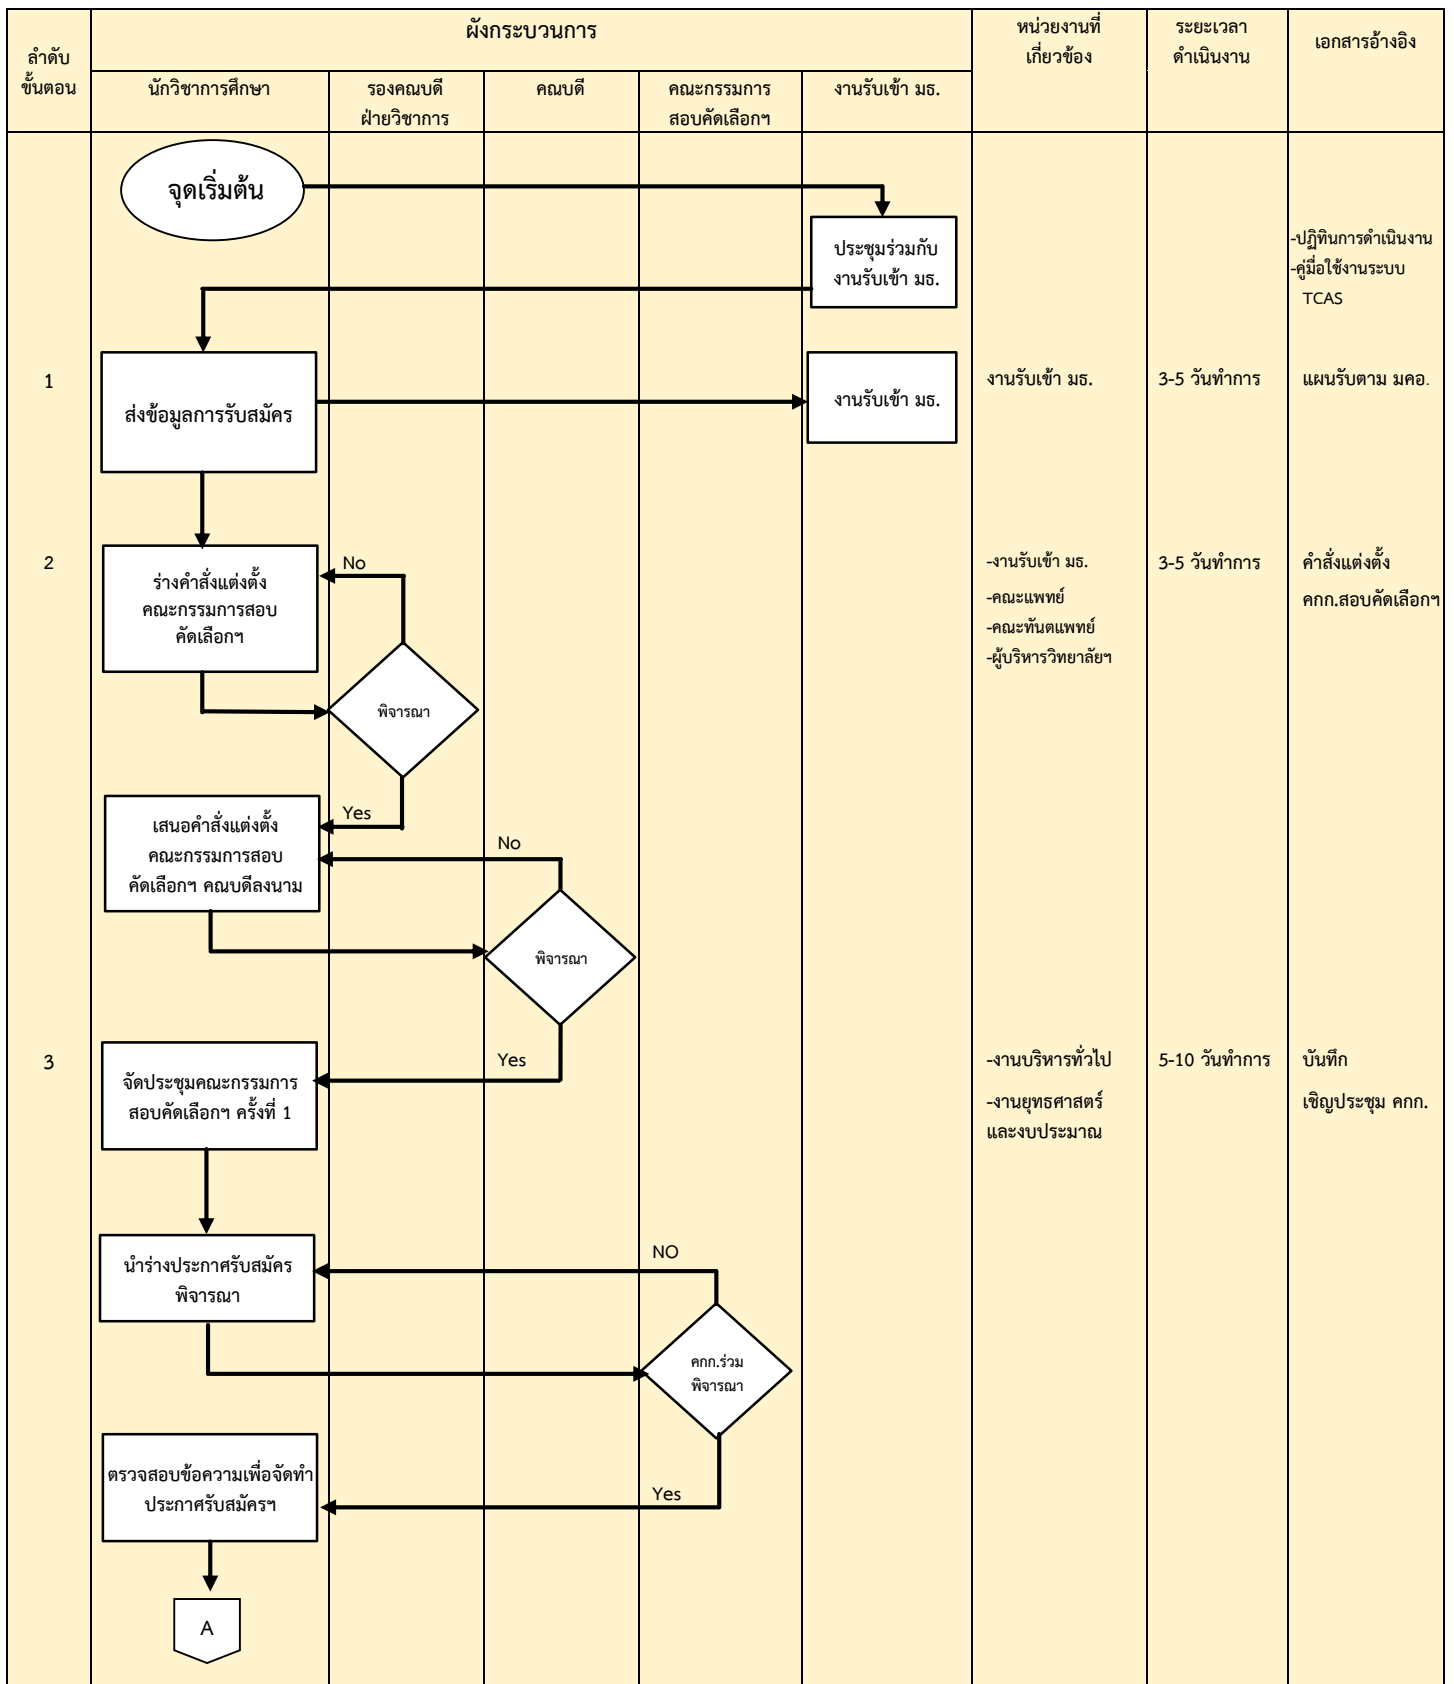 ลำดับ
ขั้นตอน
ผังกระบวนการ
หน่วยงานที่
เกี่ยวข้อง
ระยะเวลา
ดำเนินงาน
เอกสารอ้างอิง
นักวิชาการศึกษา
รองคณบดี
ฝ่ายวิชาการ
คณบดี
คณะกรรมการ
สอบคัดเลือกฯ
งานรับเข้า มธ.
จุดเริ่มต้น
ประชุมร่วมกับ
งานรับเข้า มธ.
-ปฏิทินการดำเนินงาน
-คู่มือใช้งานระบบ
TCAS
1
ส่งข้อมูลการรับสมัคร
งานรับเข้า มธ.
งานรับเข้า มธ.
3-5 วันทำการ
แผนรับตาม มคอ.
2
ร่างคำสั่งแต่งตั้ง
คณะกรรมการสอบ
คัดเลือกฯ
No
พิจารณา
Yes
-งานรับเข้า มธ.
-คณะแพทย์
-คณะทันตแพทย์
-ผู้บริหารวิทยาลัยฯ
3-5 วันทำการ
คำสั่งแต่งตั้ง
คกก.สอบคัดเลือกฯ
เสนอคำสั่งแต่งตั้ง
คณะกรรมการสอบ
คัดเลือกฯ คณบดีลงนาม
No
พิจารณา
Yes
3
จัดประชุมคณะกรรมการ
สอบคัดเลือกฯ ครั้งที่ 1
-งานบริหารทั่วไป
-งานยุทธศาสตร์
และงบประมาณ
5-10 วันทำการ
บันทึก
เชิญประชุม คกก.
นำร่างประกาศรับสมัคร
พิจารณา
NO
คกก.ร่วม
พิจารณา
Yes
ตรวจสอบข้อความเพื่อจัดทำ
ประกาศรับสมัครฯ
A